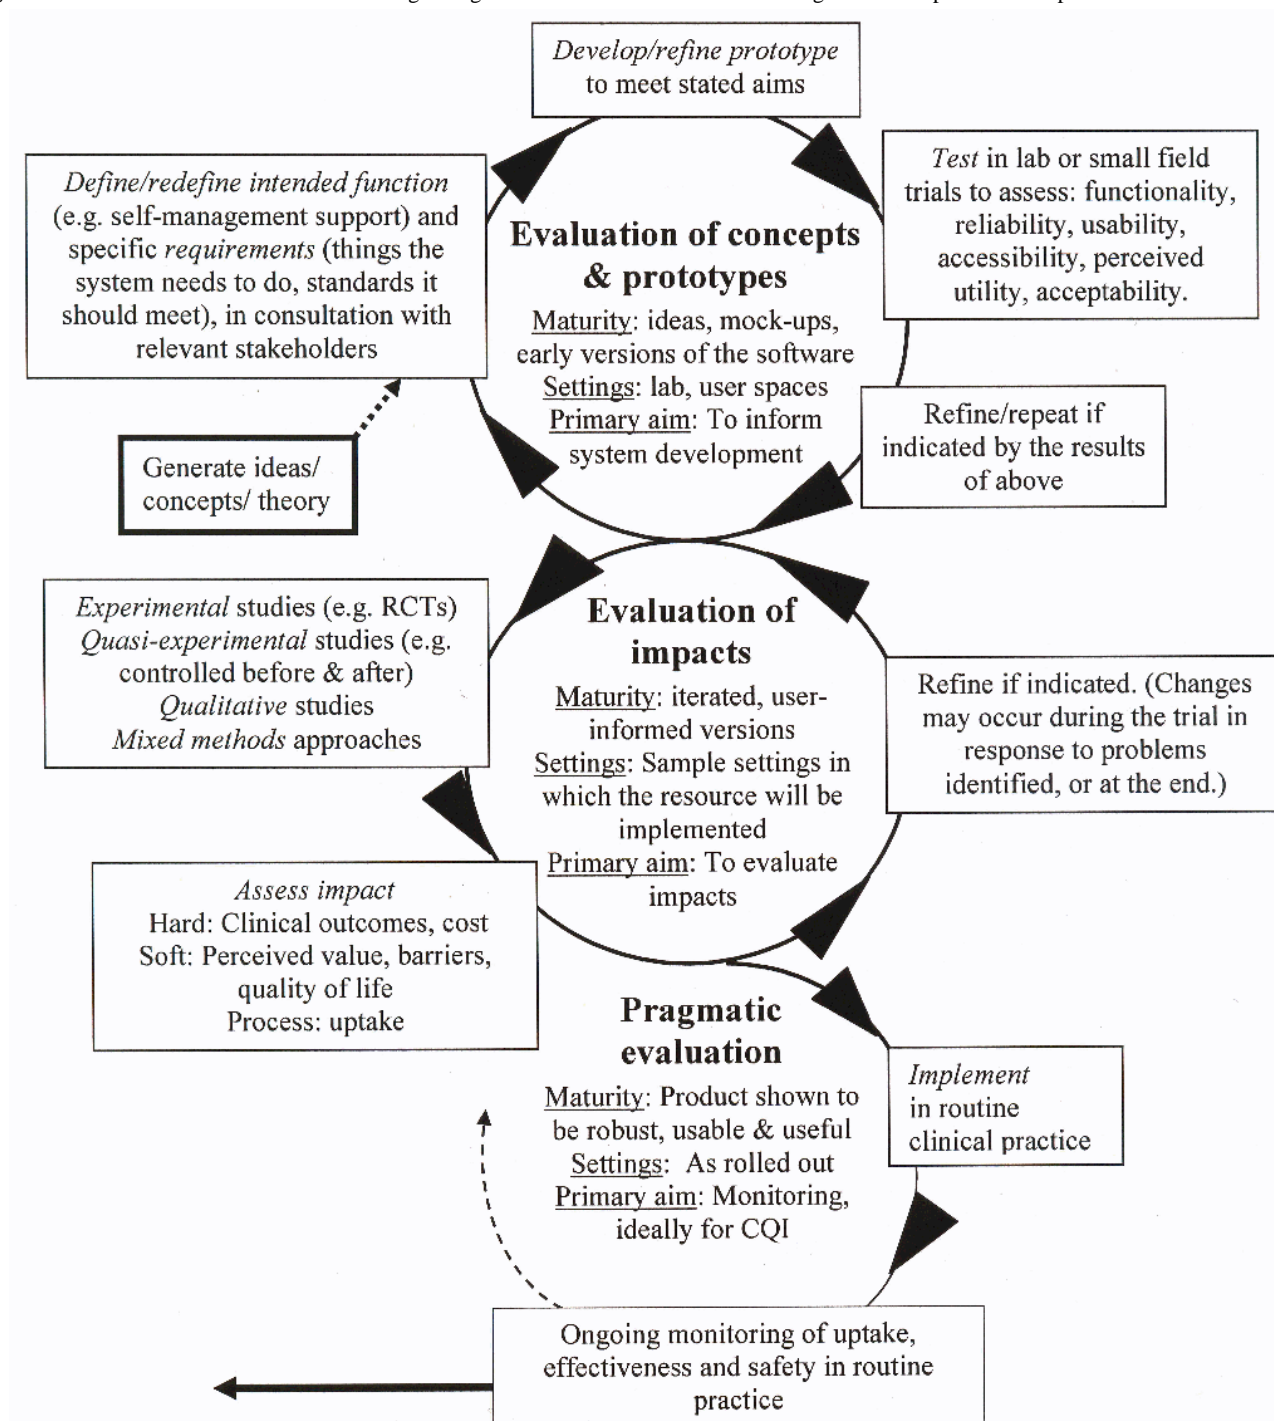 Develop/refine prototype
to meet stated aims
Define/redefine intended function
(e.g. self-management support) and
specific requirements (things the
system needs to do, standards it
should meet), in consultation with
relevant stakeholders
Test in lab or small field
trials to assess: functionality,
reliability, usability,
accessibility, perceived
utility, acceptability.
Evaluation of concepts
& prototypes
Maturity: ideas, mock-ups,
early versions of the software
Settings: lab, user spaces
Primary aim: To inform
system development
Refine/repeat if
indicated by the results
of above
Generate ideas/
concepts/ theory
Experimental studies (e.g. RCTs)
Quasi-experimental studies (e.g.
controlled before & after)
Qualitative studies
Mixed methods approaches
Evaluation of
impacts
Maturity: iterated, user-
informed versions
Settings: Sample settings in
which the resource will be
implemented
Primary aim: To evaluate
impacts
Refine if indicated. (Changes
may occur during the trial in
response to problems
identified, or at the end.)
Assess impact
Hard: Clinical outcomes, cost
Soft: Perceived value, barriers,
quality of life
Process: uptake
Pragmatic
evaluation
Maturity: Product shown to
be robust, usable & useful
Settings: As rolled out
Primary aim: Monitoring,
ideally for CQI
Implement
in routine
clinical practice
Ongoing monitoring of uptake,
effectiveness and safety in routine
practice